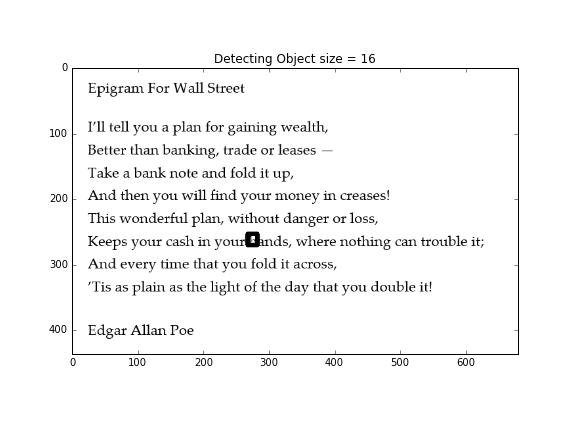 Detecting Object size = 16
0
Epigram For Wall Street
I'll tell you a plan for gaining wealth,
100
Better than banking, trade or leases —
Take a bank note and fold it up,
200
And then you will find your money in creases!
This wonderful plan, without danger or loss,
Keeps your cash in your ands, where nothing can trouble it;
300
And every time that you fold it across,
'Tis as plain as the light of the day that you double it!
400
Edgar Allan Poe
0 100 200 300 400 500 600